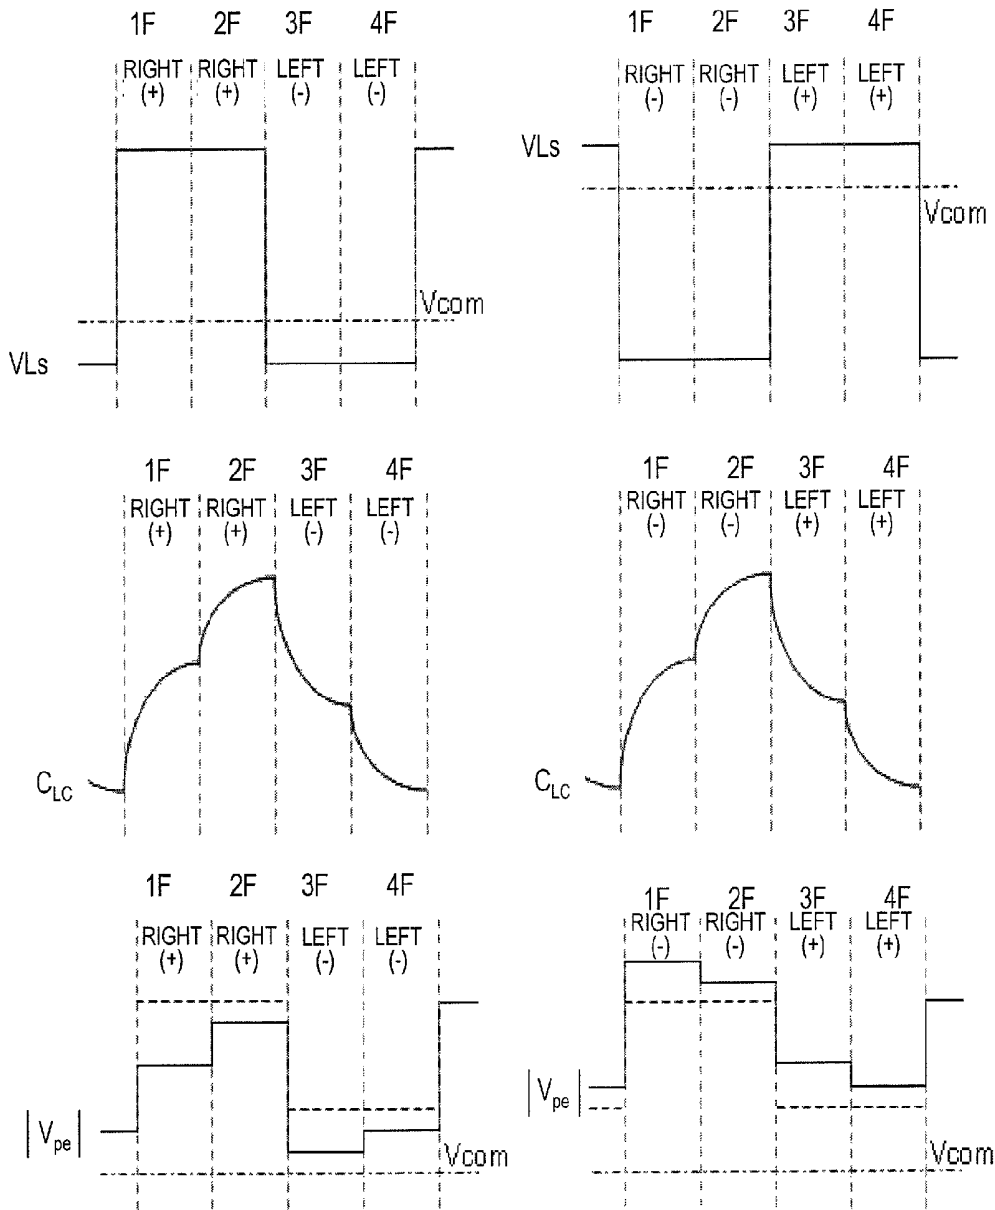 1F 2F 3F 4F
RIGHT RIGHT LEFT LEFT
(+) (+) (-) (-)
Vcom
VLs
1F 2F 3F 4F
RIGHT RIGHT LEFT LEFT
(-) (-) (+) (+)
VLs
Vcom
1F 2F 3F 4F
RIGHT RIGHT LEFT LEFT
(+) (+) (-) (-)
CLC
1F 2F 3F 4F
RIGHT RIGHT LEFT LEFT
(-) (-) (+) (+)
CLC
1F 2F 3F 4F
RIGHT RIGHT LEFT LEFT
(+) (+) (-) (-)
|Vpe|
Vcom
1F 2F 3F 4F
RIGHT RIGHT LEFT LEFT
(-) (-) (+) (+)
|Vpe|
Vcom